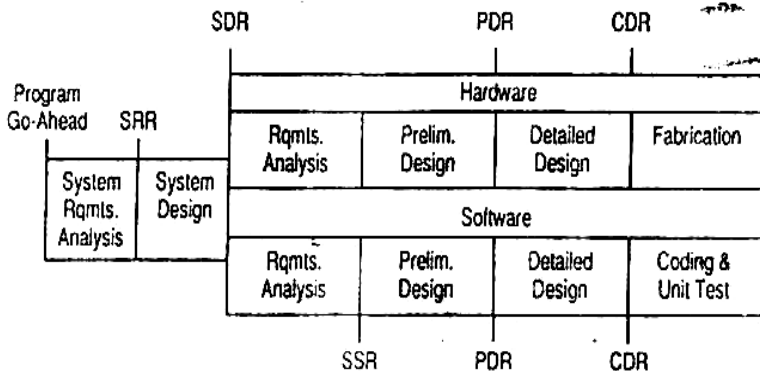 SDR
PDR
CDR
Program
Go-Ahead
SRR
Hardware
Rqmts.
Analysis
Prelim.
Design
Detailed
Design
Fabrication
System
Rqmts.
Analysis
System
Design
Software
Rqmts.
Analysis
Prelim.
Design
Detailed
Design
Coding &
Unit Test
SSR
PDR
CDR